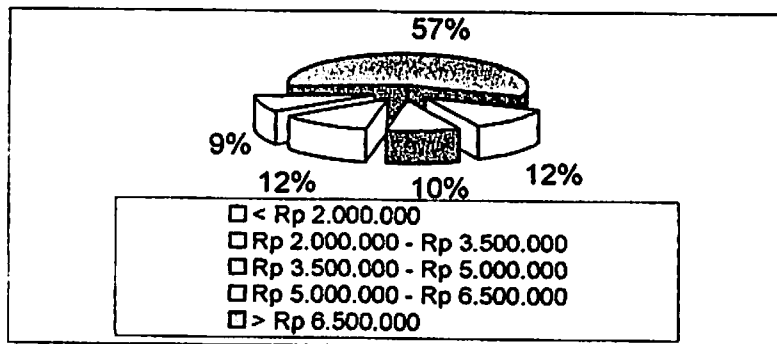 57%
9%
12%
10%
12%
< Rp 2.000.000
Rp 2.000.000 - Rp 3.500.000
Rp 3.500.000 - Rp 5.000.000
Rp 5.000.000 - Rp 6.500.000
> Rp 6.500.000